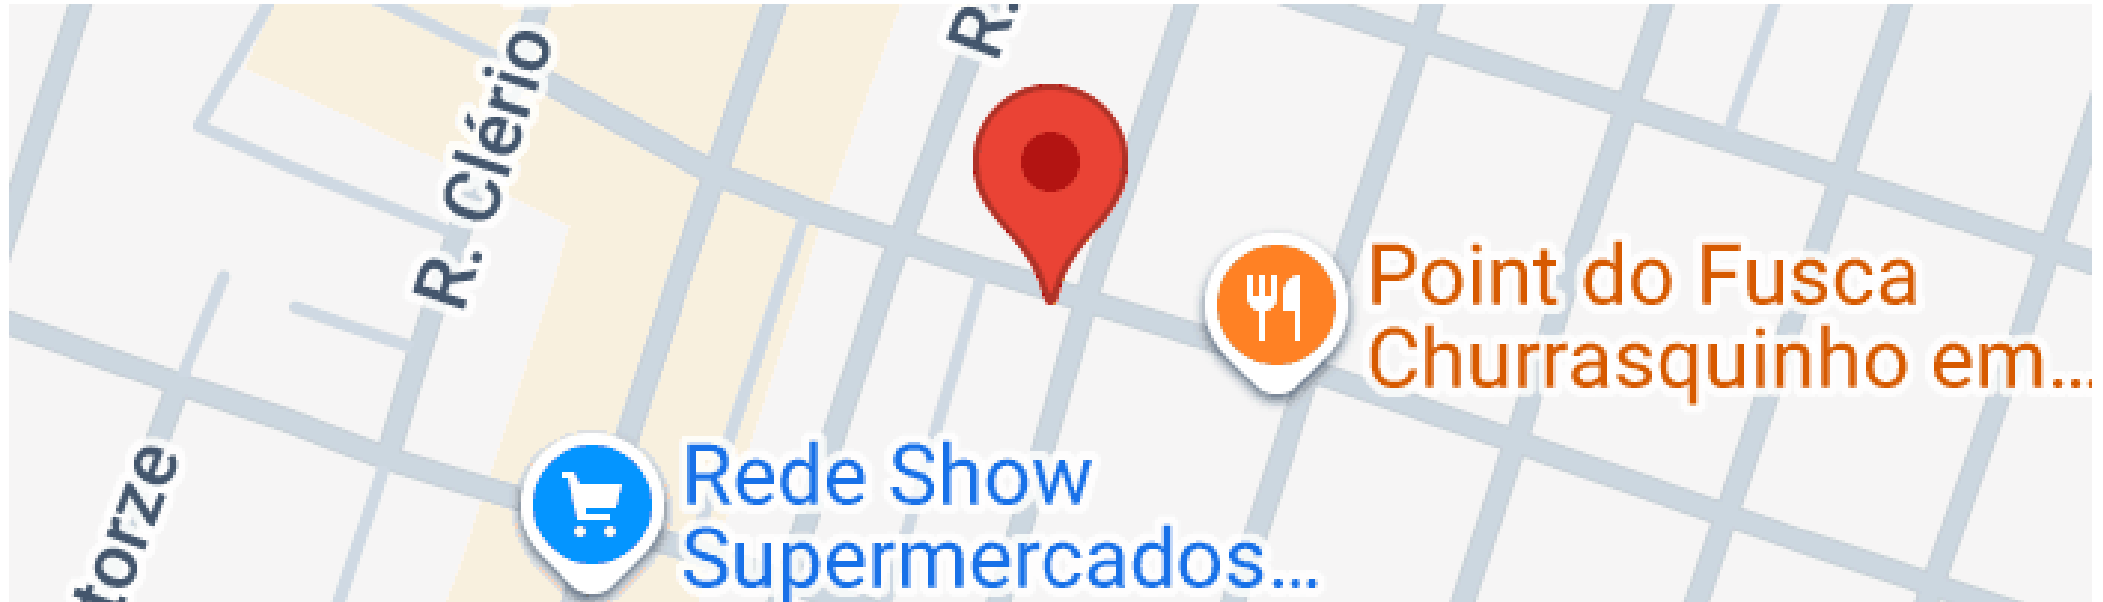 R.
R. Clério
Point do Fusca
Churrasquinho em...
Rede Show
Supermercados...
torze